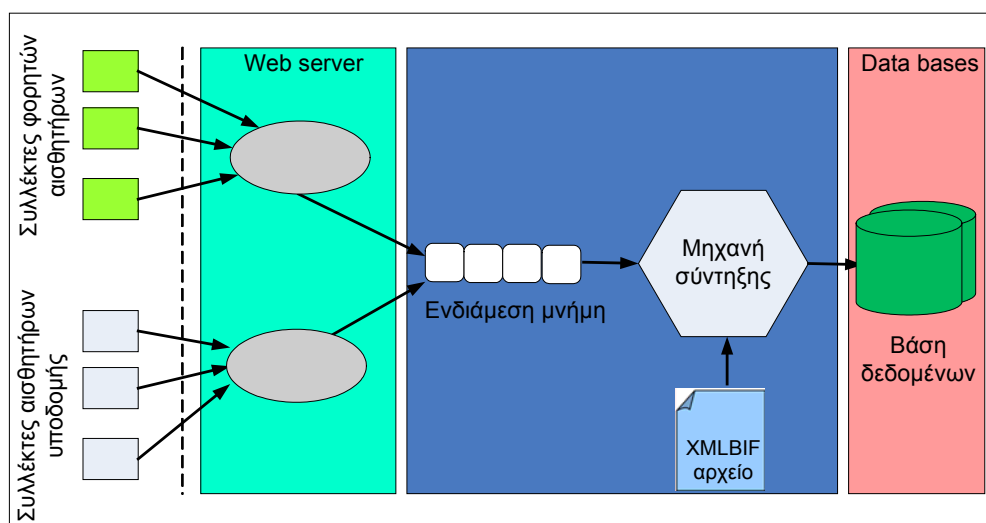 Συλλέκτες φορητών
αισθητήρων
Συλλέκτες αισθητήρων
υποδομής
Web server
Ενδιάμεση μνήμη
Μηχανή
σύντηξης
XMLBIF
αρχείο
Data bases
Βάση
δεδομένων